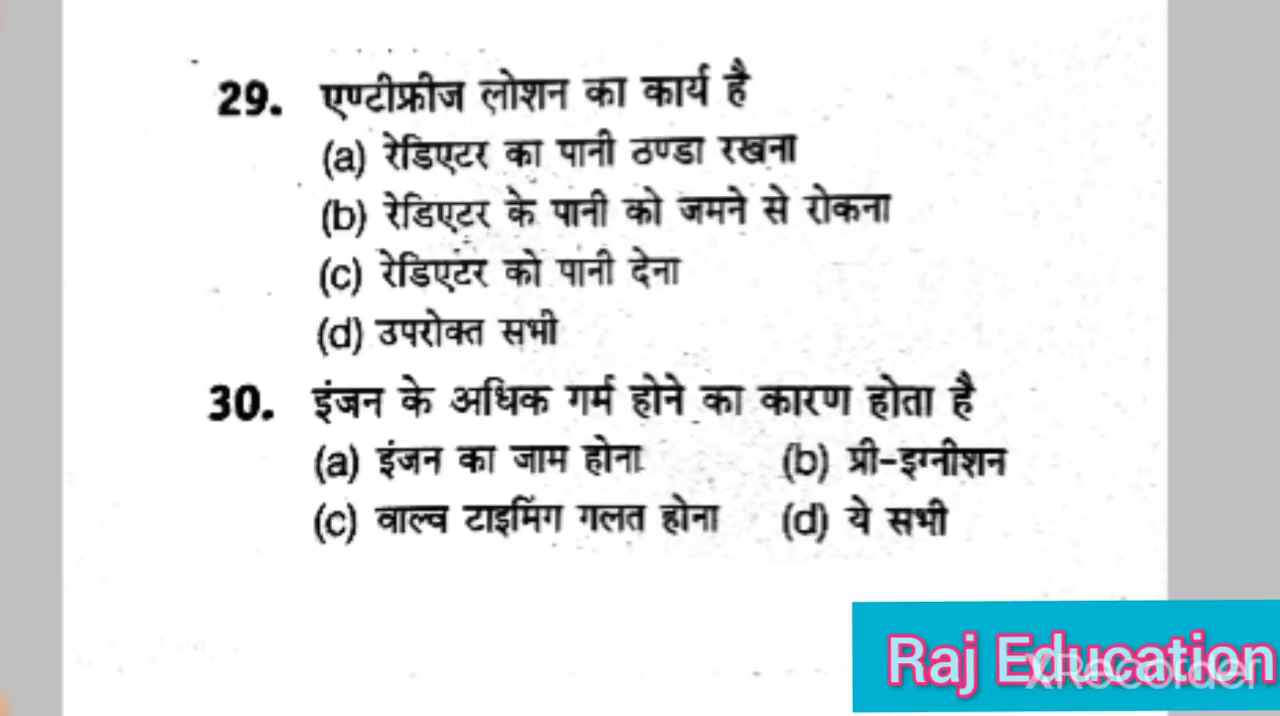 29. एण्टीफ्रीज लोशन का कार्य है
(a) रेडिएटर का पानी ठण्डा रखना
(b) रेडिएटर के पानी को जमने से रोकना
(c) रेडिएटर को पानी देना
(d) उपरोक्त सभी
30. इंजन के अधिक गर्म होने का कारण होता है
(a) इंजन का जाम होना (b) प्री-इग्नीशन
(c) वाल्व टाइमिंग गलत होना (d) ये सभी
Raj Education
XRecorder